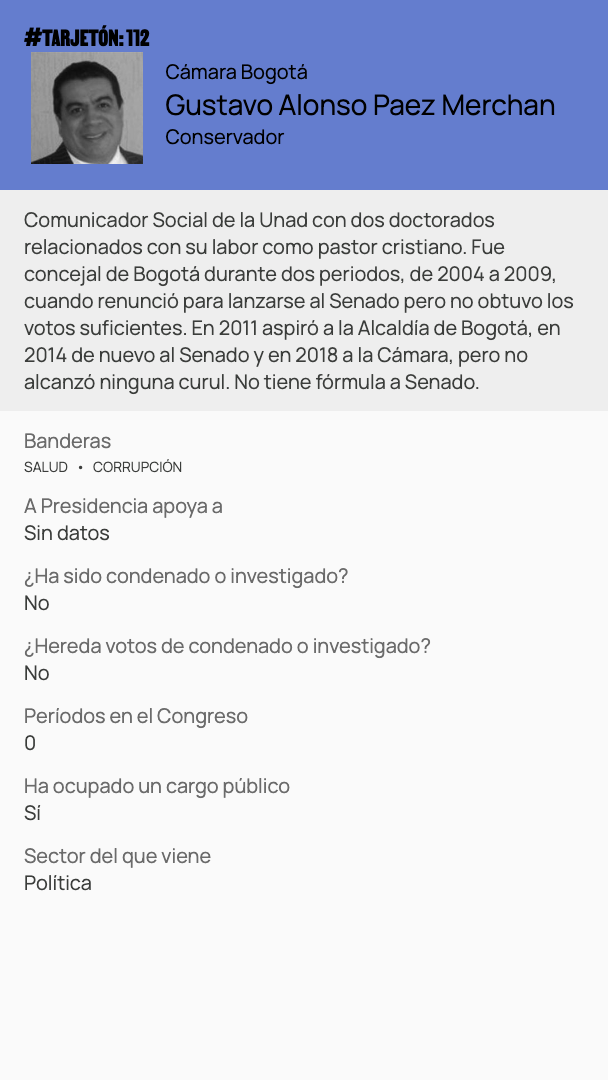 #TARJETÓN: 112
Cámara Bogotá
Gustavo Alonso Paez Merchan
Conservador
Comunicador Social de la Unad con dos doctorados
relacionados con su labor como pastor cristiano. Fue
concejal de Bogotá durante dos periodos, de 2004 a 2009,
cuando renunció para lanzarse al Senado pero no obtuvo los
votos suficientes. En 2011 aspiró a la Alcaldía de Bogotá, en
2014 de nuevo al Senado y en 2018 a la Cámara, pero no
alcanzó ninguna curul. No tiene fórmula a Senado.
Banderas
SALUD • CORRUPCIÓN
A Presidencia apoya a
Sin datos
¿Ha sido condenado o investigado?
No
¿Hereda votos de condenado o investigado?
No
Períodos en el Congreso
0
Ha ocupado un cargo público
Sí
Sector del que viene
Política